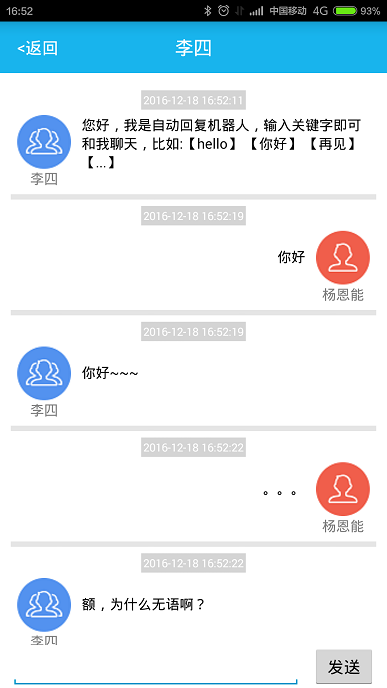 16:52 中国移动 4G 93%
<返回 李四
2016-12-18 16:52:11
您好，我是自动回复机器人，输入关键字即可
和我聊天，比如:【hello】【你好】【再见】
【...】
李四
2016-12-18 16:52:19
你好
杨恩能
2016-12-18 16:52:19
你好~~~
李四
2016-12-18 16:52:22
。。。
杨恩能
2016-12-18 16:52:22
额，为什么无语啊？
李四
发送